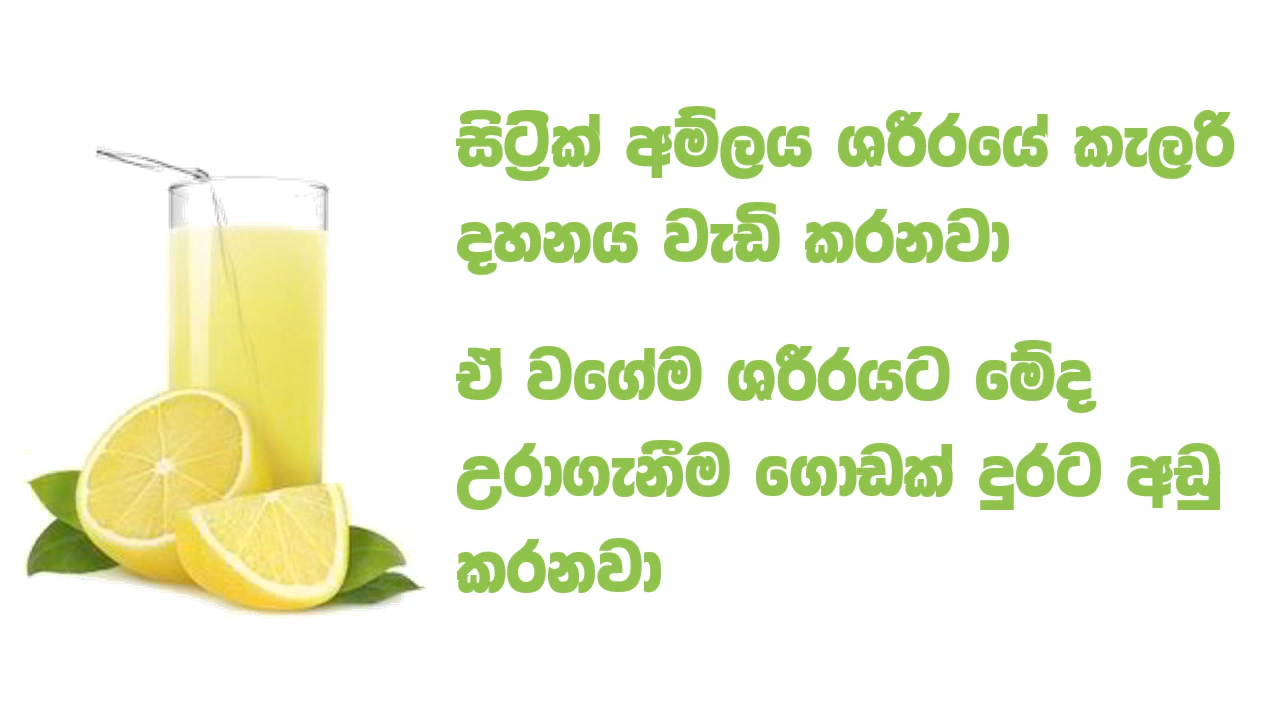 සිට්‍රික් අම්ලය ශරීරයේ කැලරි
දහනය වැඩි කරනවා
ඒ වගේම ශරීරයට මේද
උරාගැනීම ගොඩක් දුරට අඩු
කරනවා